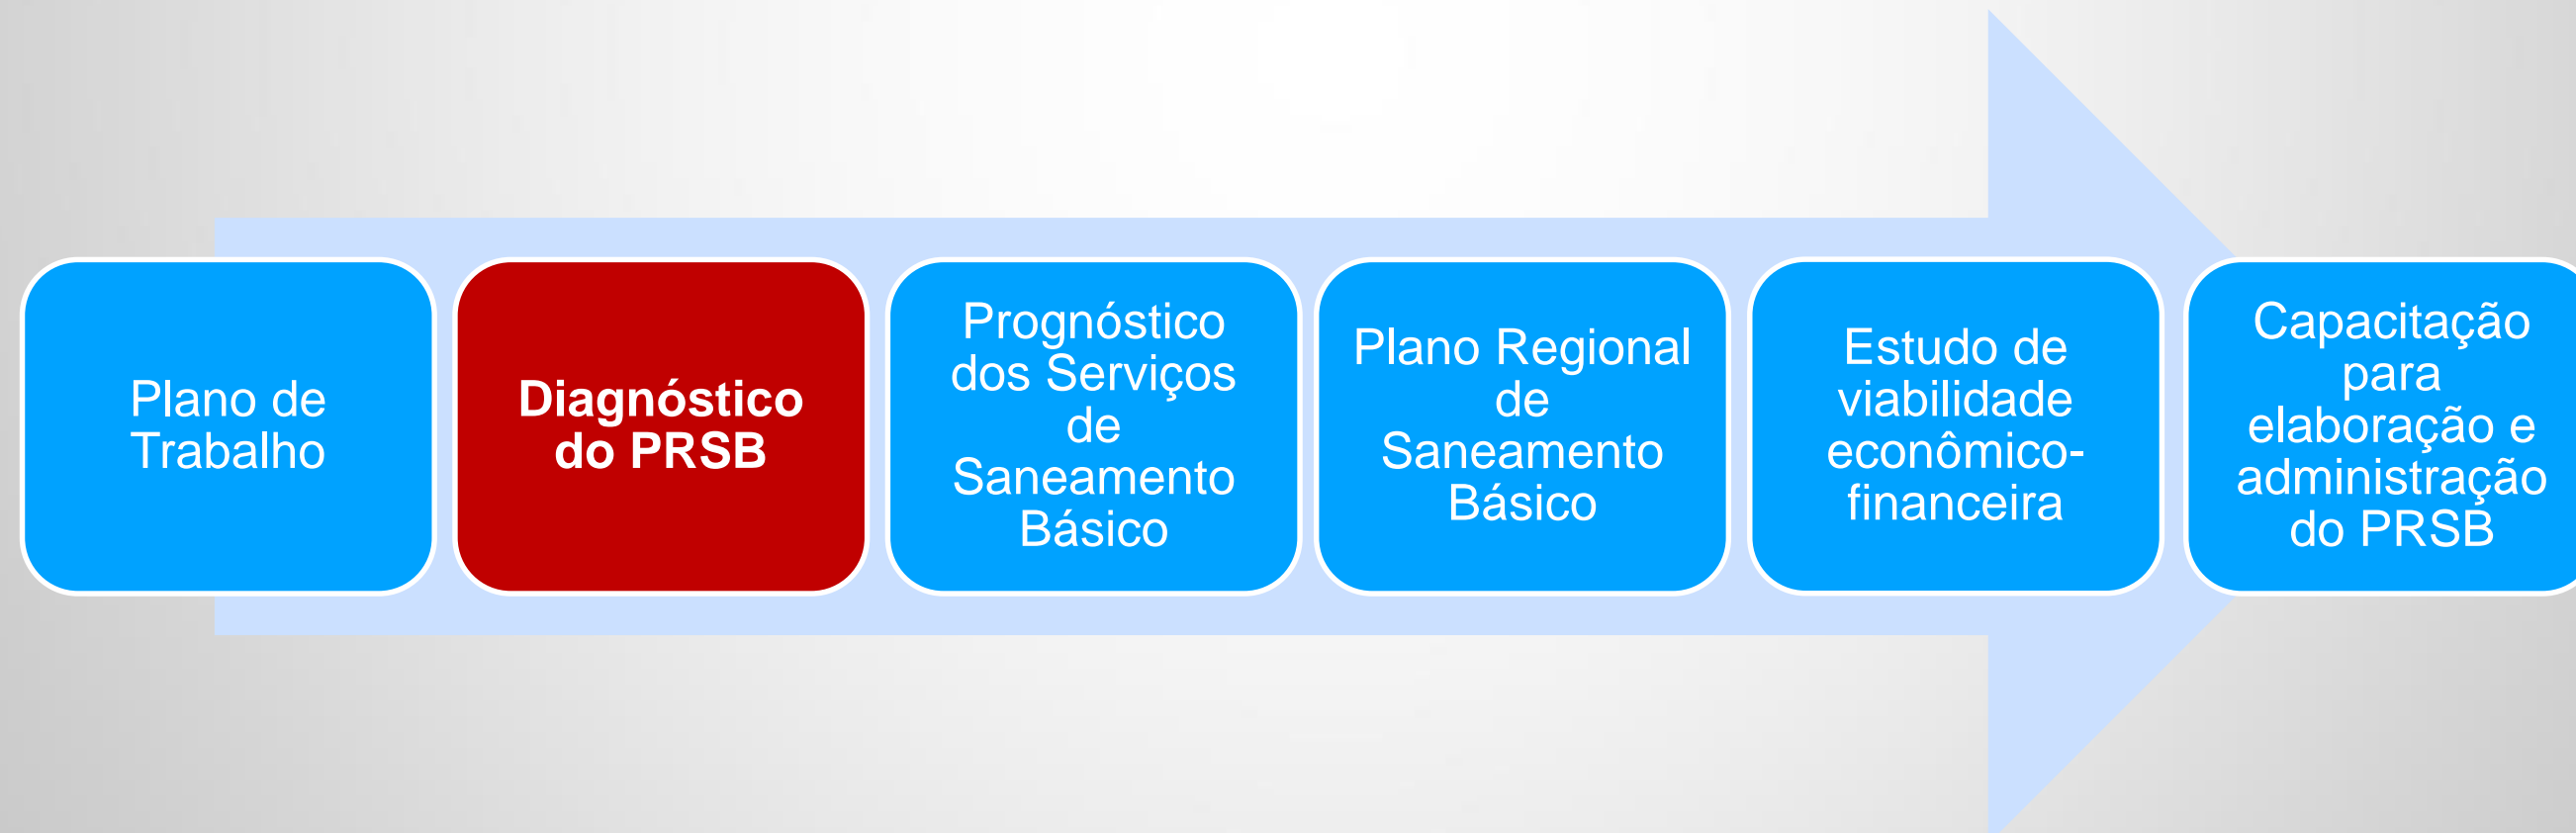 Plano de
Trabalho
Diagnóstico
do PRSB
Prognóstico
dos Serviços
de
Saneamento
Básico
Plano Regional
de
Saneamento
Básico
Estudo de
viabilidade
econômico-
financeira
Capacitação
para
elaboração e
administração
do PRSB